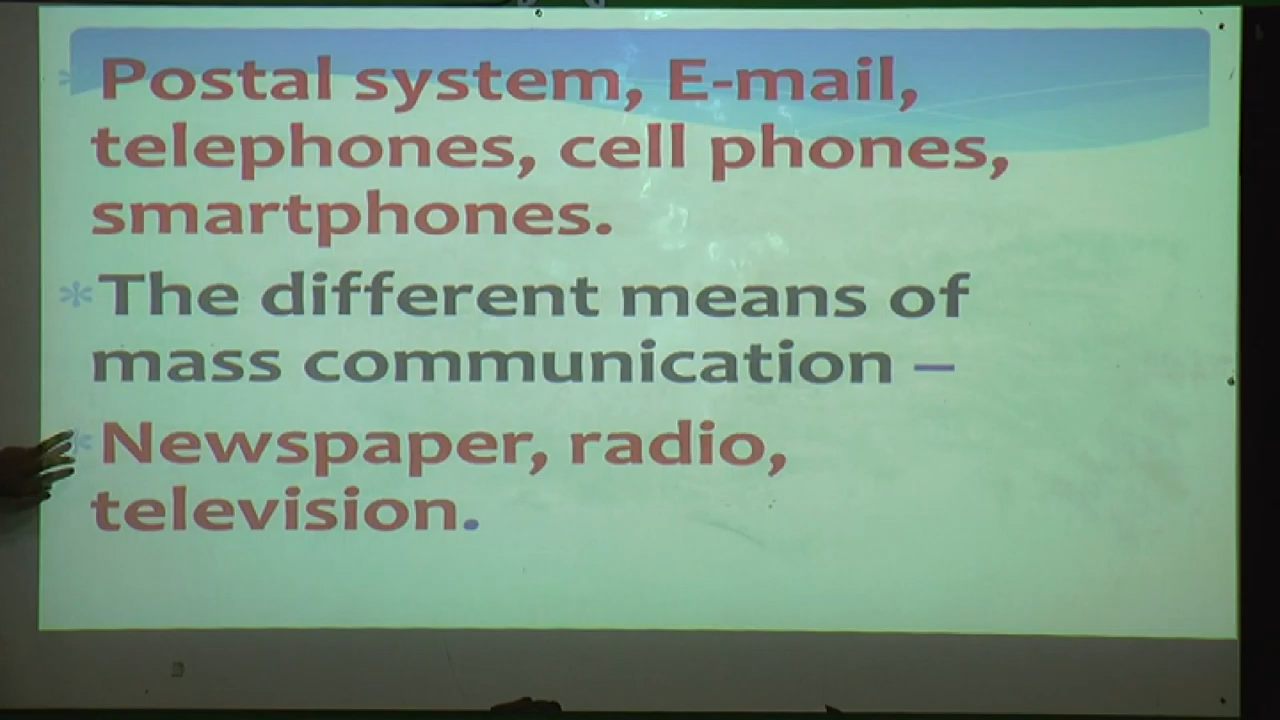 * Postal system, E-mail,
telephones, cell phones,
smartphones.
* The different means of
mass communication –
* Newspaper, radio,
television.